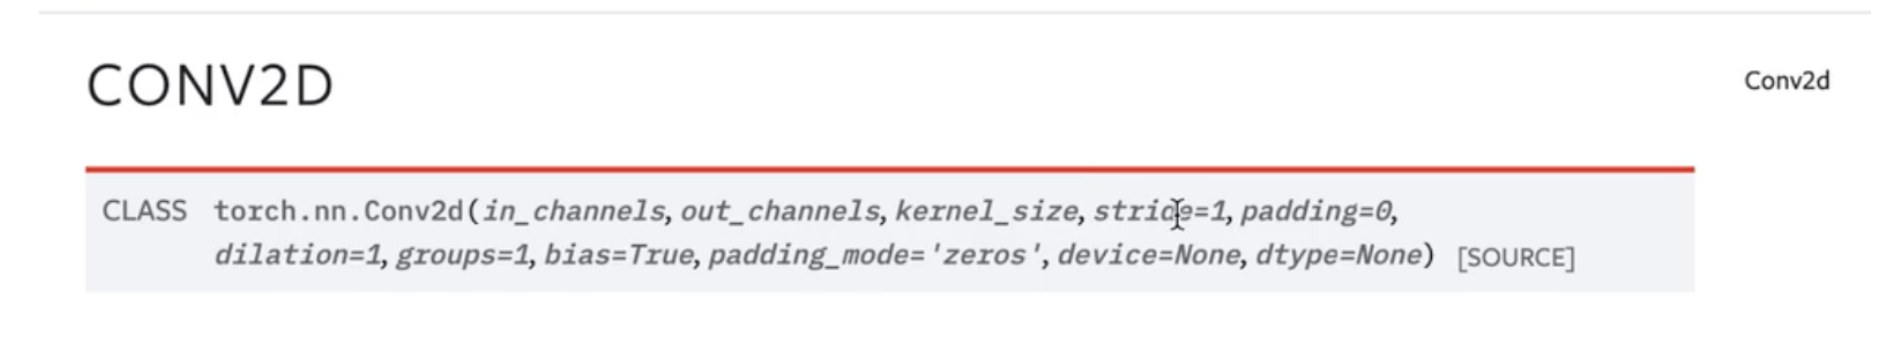 CONV2D
Conv2d
CLASS torch.nn.Conv2d(in_channels, out_channels, kernel_size, stride=1, padding=0,
dilation=1, groups=1, bias=True, padding_mode='zeros', device=None, dtype=None) [SOURCE]